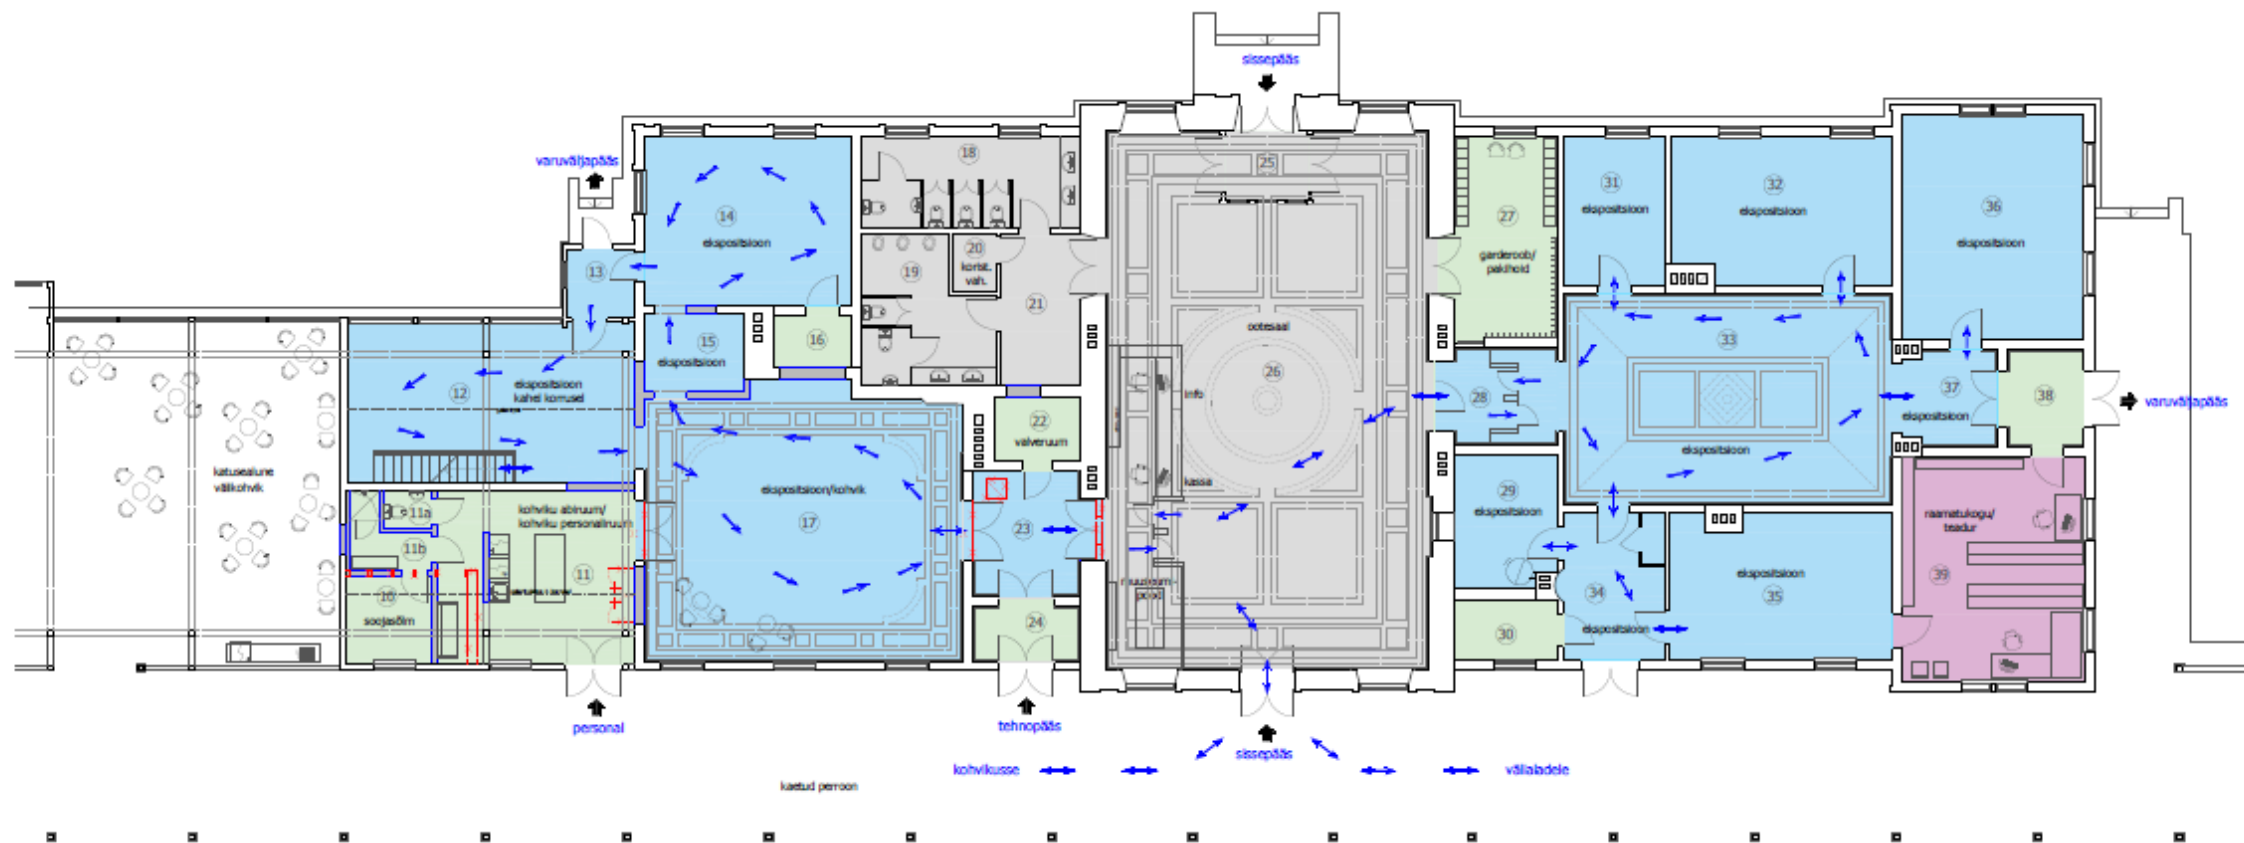 sissepääs
varuväljapääs
18
25
14
ekspositsioon
27
garderoob/
pakihoid
31
ekspositsioon
32
ekspositsioon
36
ekspositsioon
13
19
20
korist.
vah.
21
15
ekspositsioon
16
ootesaal
33
12
ekspositsioon
kahel korrusel
26
info
28
37
ekspositsioon
38
varuväljapääs
22
valveruum
ekspositsioon
katusealune
välikohvik
ekspositsioon/kohvik
kassa
11a
kohviku abiruum/
kohviku personaliruum
17
23
29
ekspositsioon
raamatukogu/
teadur
11b
11
10
soojasõlm
muuseum-
pood
34
ekspositsioon
ekspositsioon
35
39
24
30
personal
tehnopääs
sissepääs
kohvikusse
välialadele
kaetud perroon